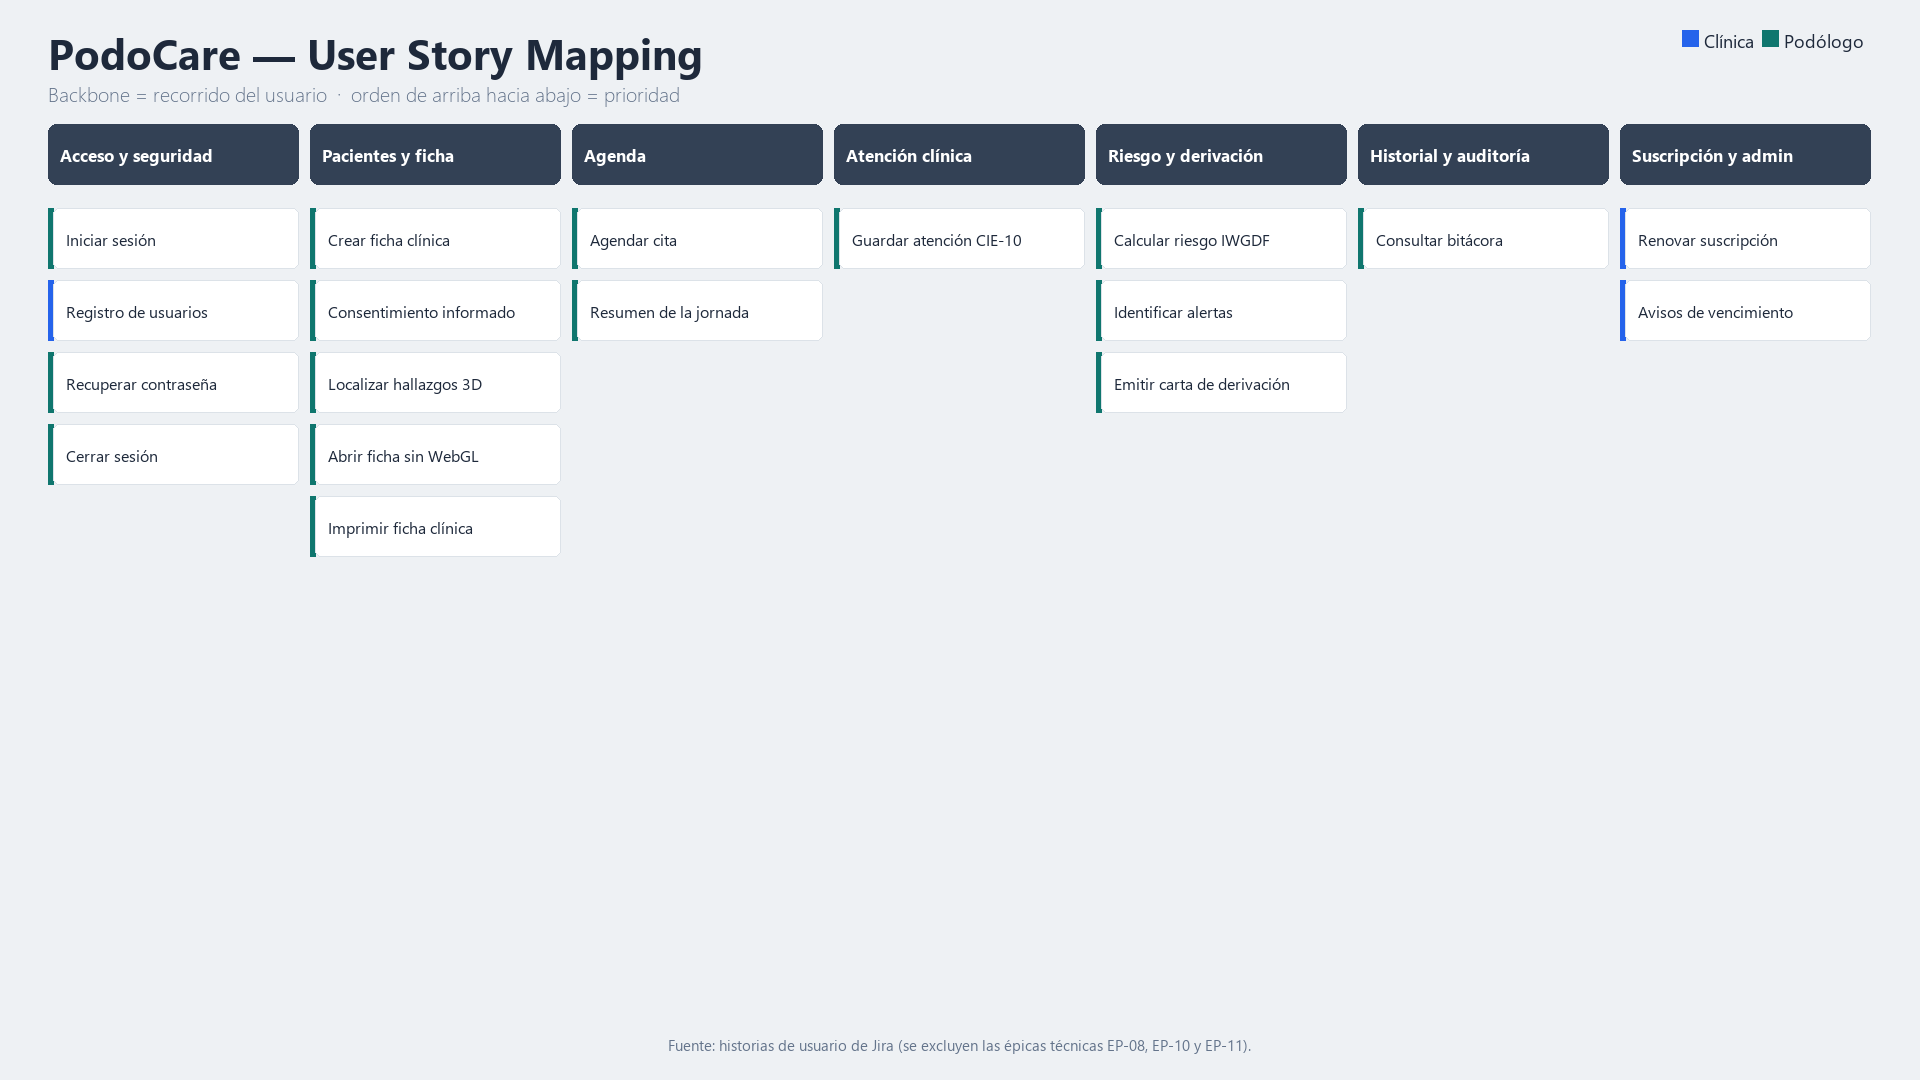 PodoCare — User Story Mapping
Clínica
Podólogo
Backbone = recorrido del usuario · orden de arriba hacia abajo = prioridad
Acceso y seguridad
Pacientes y ficha
Agenda
Atención clínica
Riesgo y derivación
Historial y auditoría
Suscripción y admin
Iniciar sesión
Crear ficha clínica
Agendar cita
Guardar atención CIE-10
Calcular riesgo IWGDF
Consultar bitácora
Renovar suscripción
Registro de usuarios
Consentimiento informado
Resumen de la jornada
Identificar alertas
Avisos de vencimiento
Recuperar contraseña
Localizar hallazgos 3D
Emitir carta de derivación
Cerrar sesión
Abrir ficha sin WebGL
Imprimir ficha clínica
Fuente: historias de usuario de Jira (se excluyen las épicas técnicas EP-08, EP-10 y EP-11).